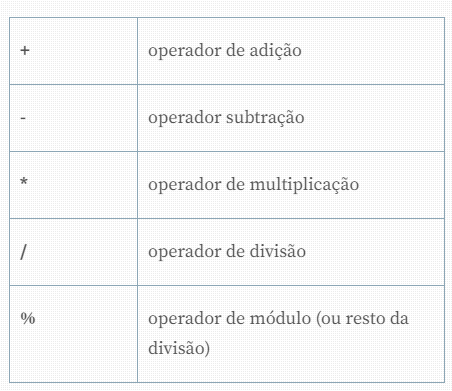 + operador de adição
- operador subtração
* operador de multiplicação
/ operador de divisão
% operador de módulo (ou resto da
divisão)